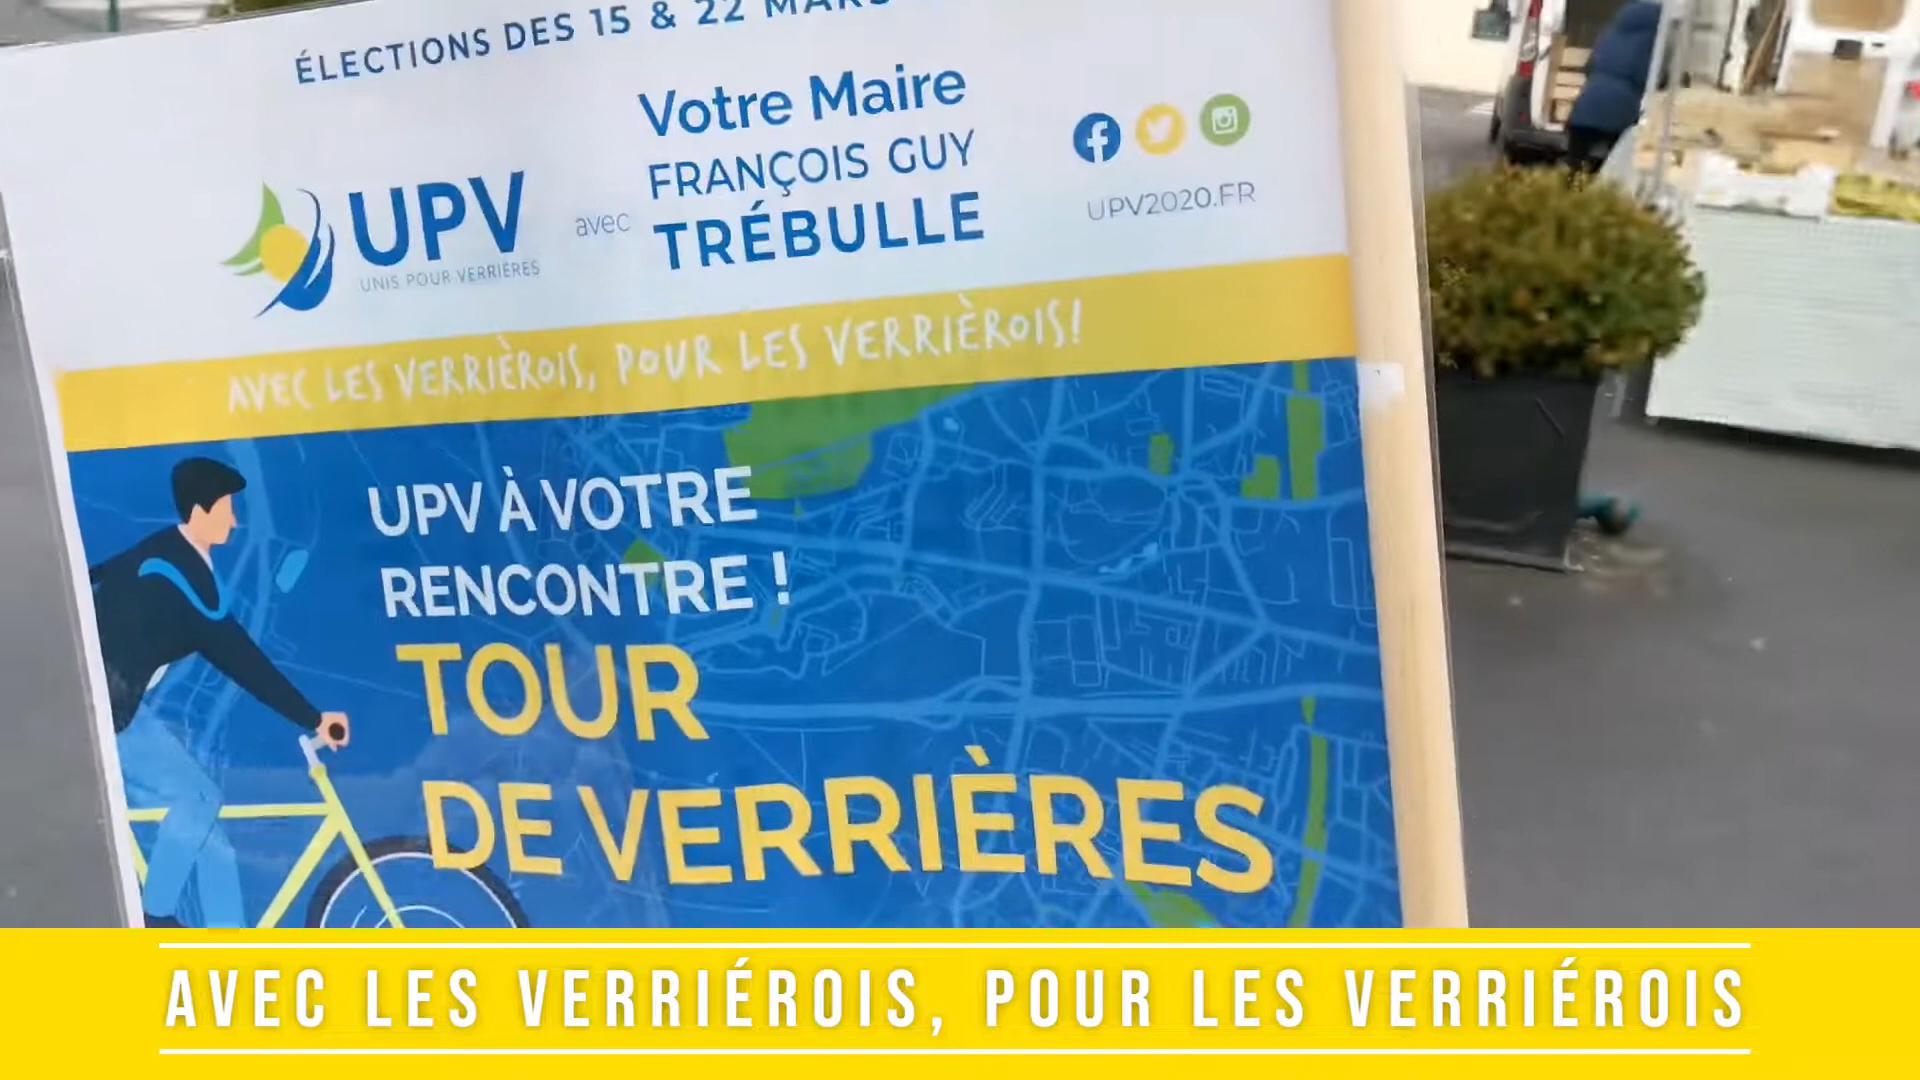 ÉLECTIONS DES 15 & 22 MARS
Votre Maire
FRANÇOIS GUY
TRÉBULLE
avec
UPV
UNIS POUR VERRIÈRES
UPV2020.FR
AVEC LES VERRIÈROIS, POUR LES VERRIÈROIS!
UPV À VOTRE
RENCONTRE !
TOUR
DE VERRIÈRES
AVEC LES VERRIÉROIS, POUR LES VERRIÉROIS